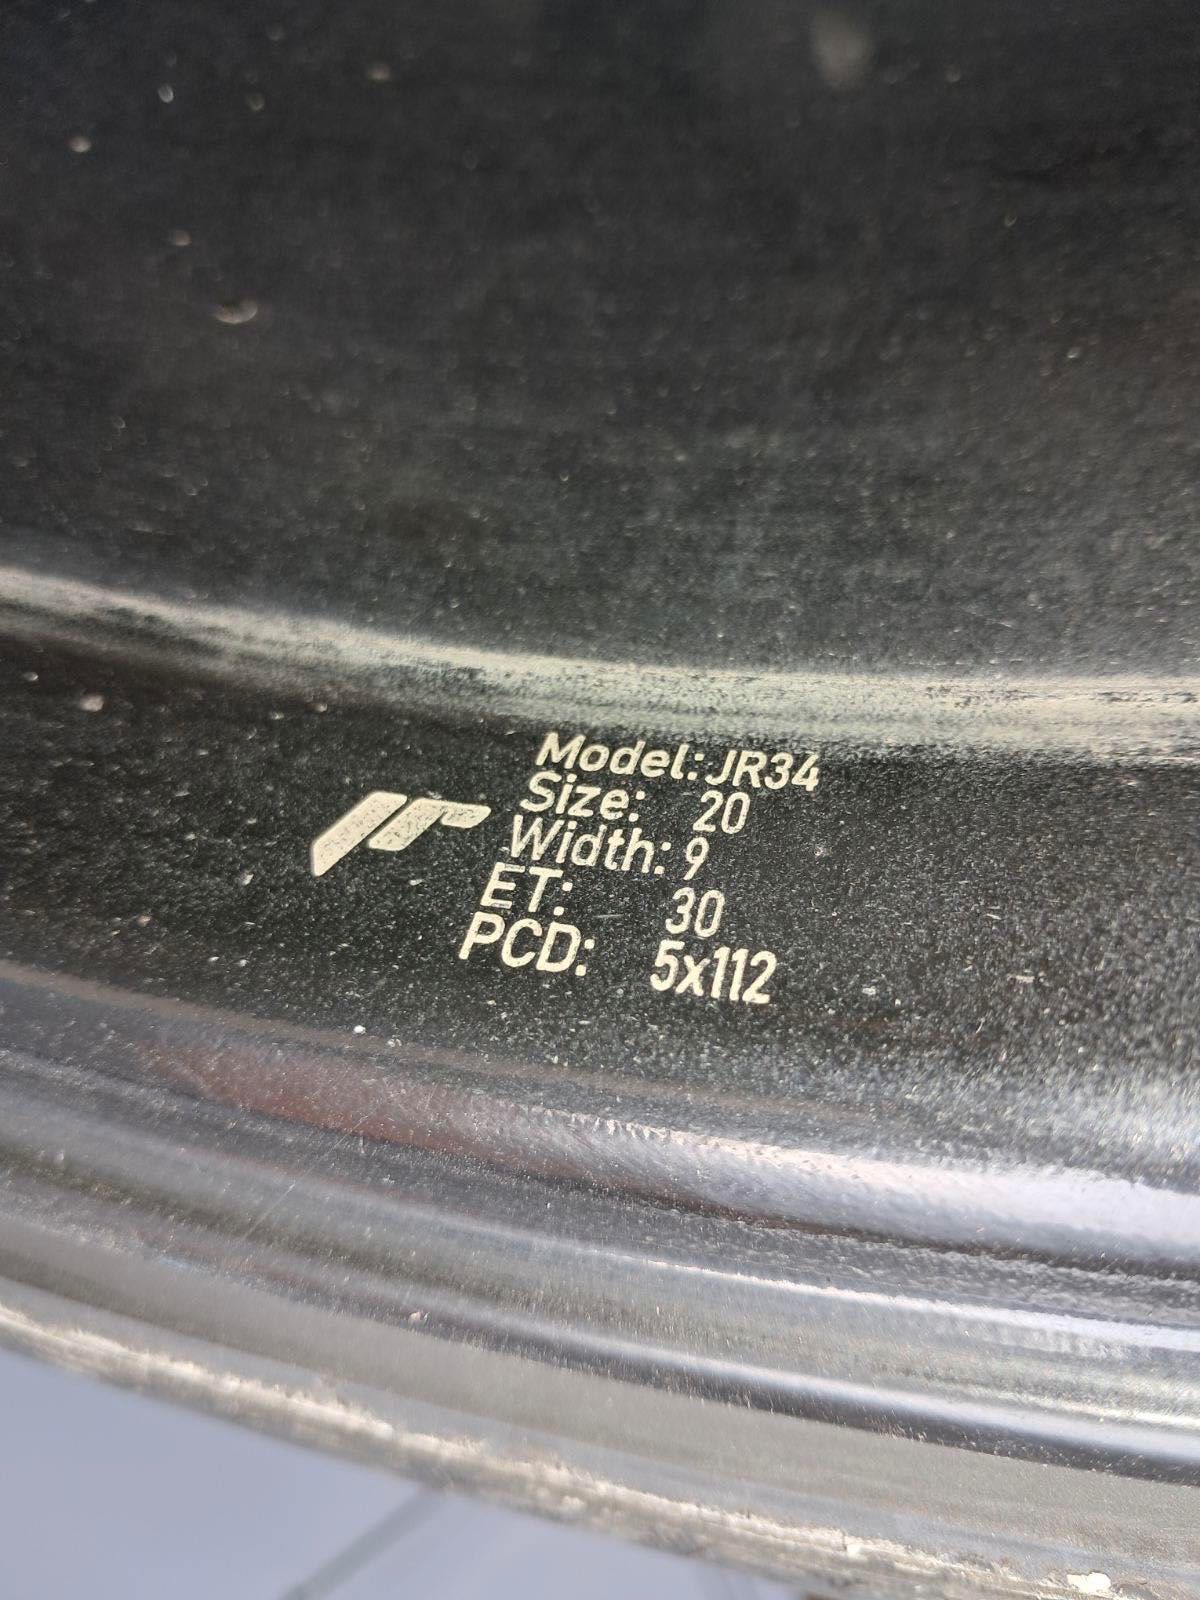 Model: JR34
Size: 20
Width: 9
ET: 30
PCD: 5x112